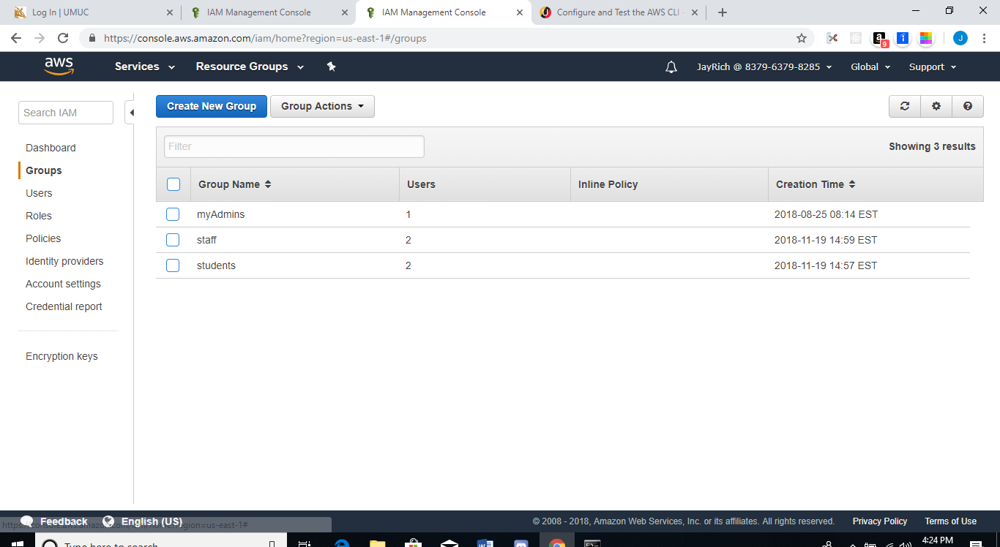 Log In | UMUC
IAM Management Console
IAM Management Console
Configure and Test the AWS CLI
https://console.aws.amazon.com/iam/home?region=us-east-1#/groups
a
9
J
aws
Services
Resource Groups
JayRich @ 8379-6379-8285
Global
Support
Search IAM
Dashboard
Groups
Users
Roles
Policies
Identity providers
Account settings
Credential report
Encryption keys
Create New Group
Group Actions
Filter
Showing 3 results
Group Name Users Inline Policy Creation Time
myAdmins 1 2018-08-25 08:14 EST
staff 2 2018-11-19 14:59 EST
students 2 2018-11-19 14:57 EST
Feedback
English (US)
© 2008 - 2018, Amazon Web Services, Inc. or its affiliates. All rights reserved.
Privacy Policy
Terms of Use
Type here to search
4:24 PM